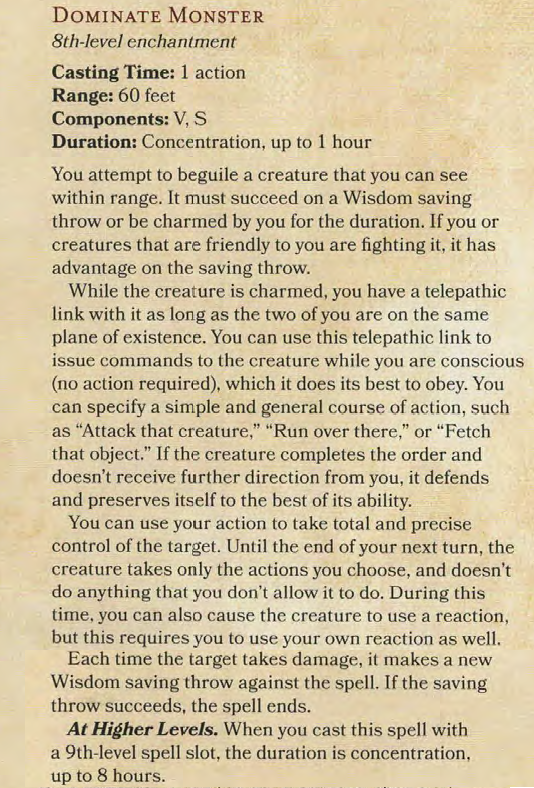 DOMINATE MONSTER
8th-level enchantment
Casting Time: 1 action
Range: 60 feet
Components: V, S
Duration: Concentration, up to 1 hour
You attempt to beguile a creature that you can see
within range. It must succeed on a Wisdom saving
throw or be charmed by you for the duration. If you or
creatures that are friendly to you are fighting it, it has
advantage on the saving throw.
While the creature is charmed, you have a telepathic
link with it as long as the two of you are on the same
plane of existence. You can use this telepathic link to
issue commands to the creature while you are conscious
(no action required), which it does its best to obey. You
can specify a simple and general course of action, such
as “Attack that creature,” “Run over there,” or “Fetch
that object.” If the creature completes the order and
doesn’t receive further direction from you, it defends
and preserves itself to the best of its ability.
You can use your action to take total and precise
control of the target. Until the end of your next turn, the
creature takes only the actions you choose, and doesn’t
do anything that you don’t allow it to do. During this
time, you can also cause the creature to use a reaction,
but this requires you to use your own reaction as well.
Each time the target takes damage, it makes a new
Wisdom saving throw against the spell. If the saving
throw succeeds, the spell ends.
At Higher Levels. When you cast this spell with
a 9th-level spell slot, the duration is concentration,
up to 8 hours.